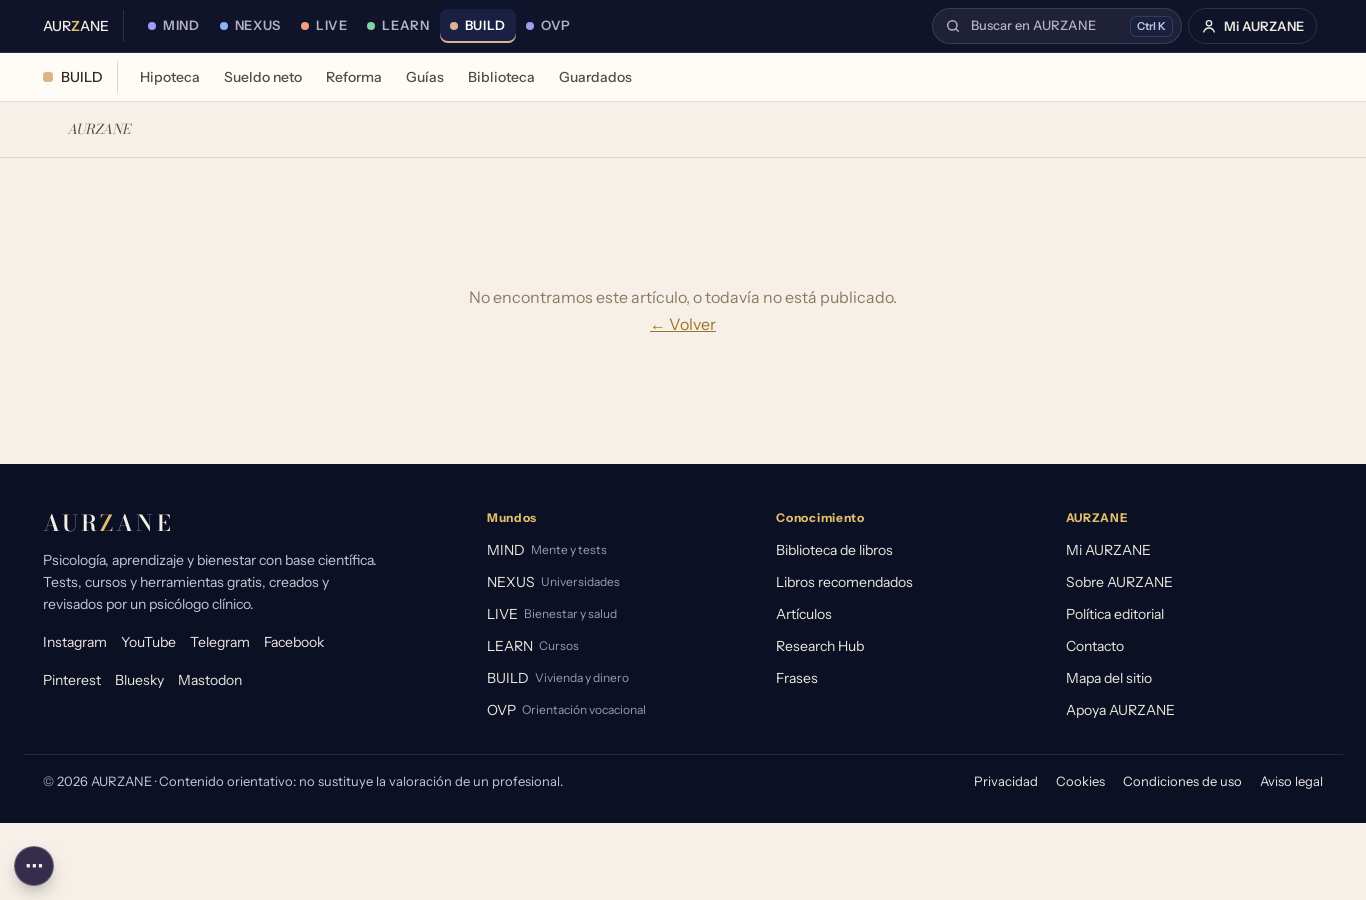 AURZANE MIND NEXUS LIVE LEARN BUILD OVP Buscar en AURZANE Ctrl K Mi AURZANE
BUILD Hipoteca Sueldo neto Reforma Guías Biblioteca Guardados
AURZANE
No encontramos este artículo, o todavía no está publicado.
← Volver
AURZANE
Psicología, aprendizaje y bienestar con base científica.
Tests, cursos y herramientas gratis, creados y
revisados por un psicólogo clínico.
Instagram YouTube Telegram Facebook
Pinterest Bluesky Mastodon
Mundos
MIND Mente y tests
NEXUS Universidades
LIVE Bienestar y salud
LEARN Cursos
BUILD Vivienda y dinero
OVP Orientación vocacional
Conocimiento
Biblioteca de libros
Libros recomendados
Artículos
Research Hub
Frases
AURZANE
Mi AURZANE
Sobre AURZANE
Política editorial
Contacto
Mapa del sitio
Apoya AURZANE
© 2026 AURZANE · Contenido orientativo: no sustituye la valoración de un profesional.
Privacidad Cookies Condiciones de uso Aviso legal